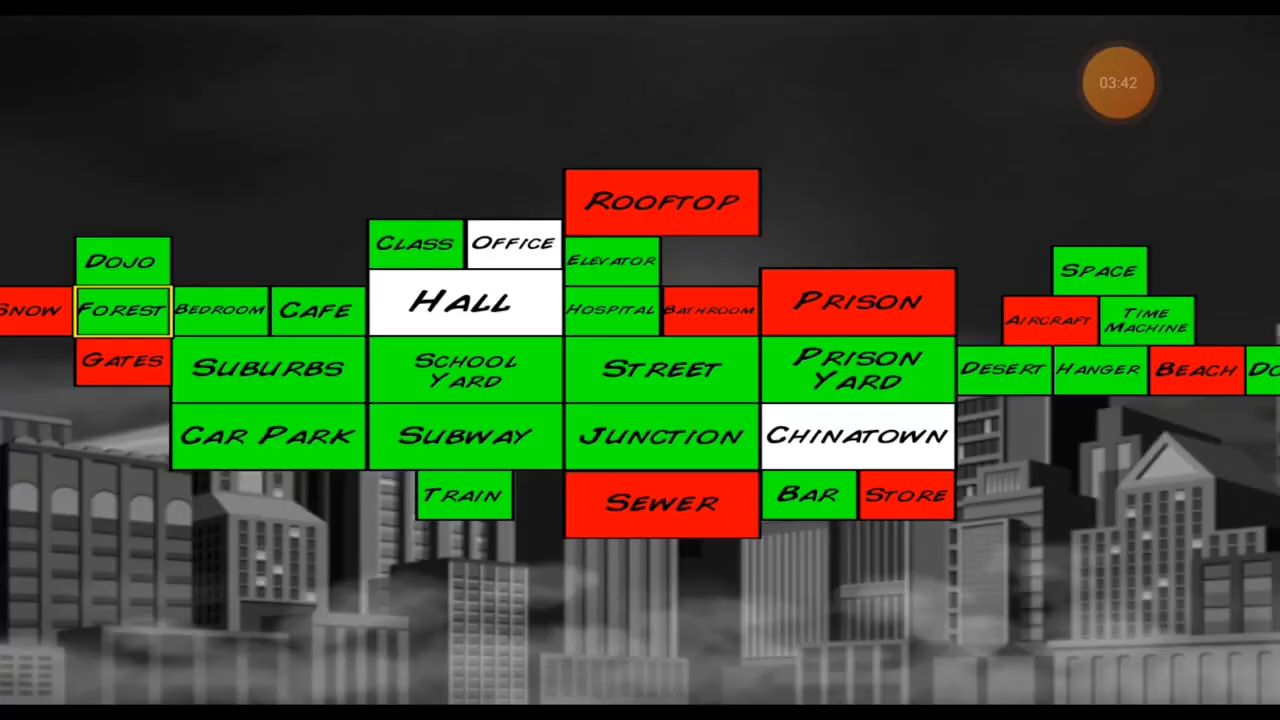 03:42
ROOFTOP
CLASS OFFICE
DOJO ELEVATOR
SPACE
SNOW FOREST BEDROOM CAFE HALL HOSPITAL BATHROOM PRISON
AIRCRAFT TIME
MACHINE
GATES SUBURBS SCHOOL
YARD STREET PRISON
YARD DESERT HANGER BEACH DO
CAR PARK SUBWAY JUNCTION CHINATOWN
TRAIN SEWER BAR STORE